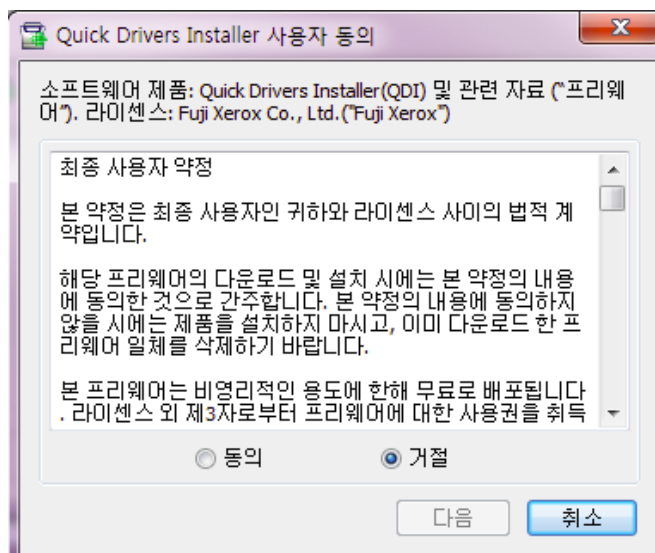 Quick Drivers Installer 사용자 동의
소프트웨어 제품: Quick Drivers Installer(QDI) 및 관련 자료 ("프리웨
어"). 라이센스: Fuji Xerox Co., Ltd.("Fuji Xerox")
최종 사용자 약정
본 약정은 최종 사용자인 귀하와 라이센스 사이의 법적 계
약입니다.
해당 프리웨어의 다운로드 및 설치 시에는 본 약정의 내용
에 동의한 것으로 간주합니다. 본 약정의 내용에 동의하지
않을 시에는 제품을 설치하지 마시고, 이미 다운로드 한 프
리웨어 일체를 삭제하기 바랍니다.
본 프리웨어는 비영리적인 용도에 한해 무료로 배포됩니다
. 라이센스 외 제3자로부터 프리웨어에 대한 사용권을 취득
동의 거절
다음 취소